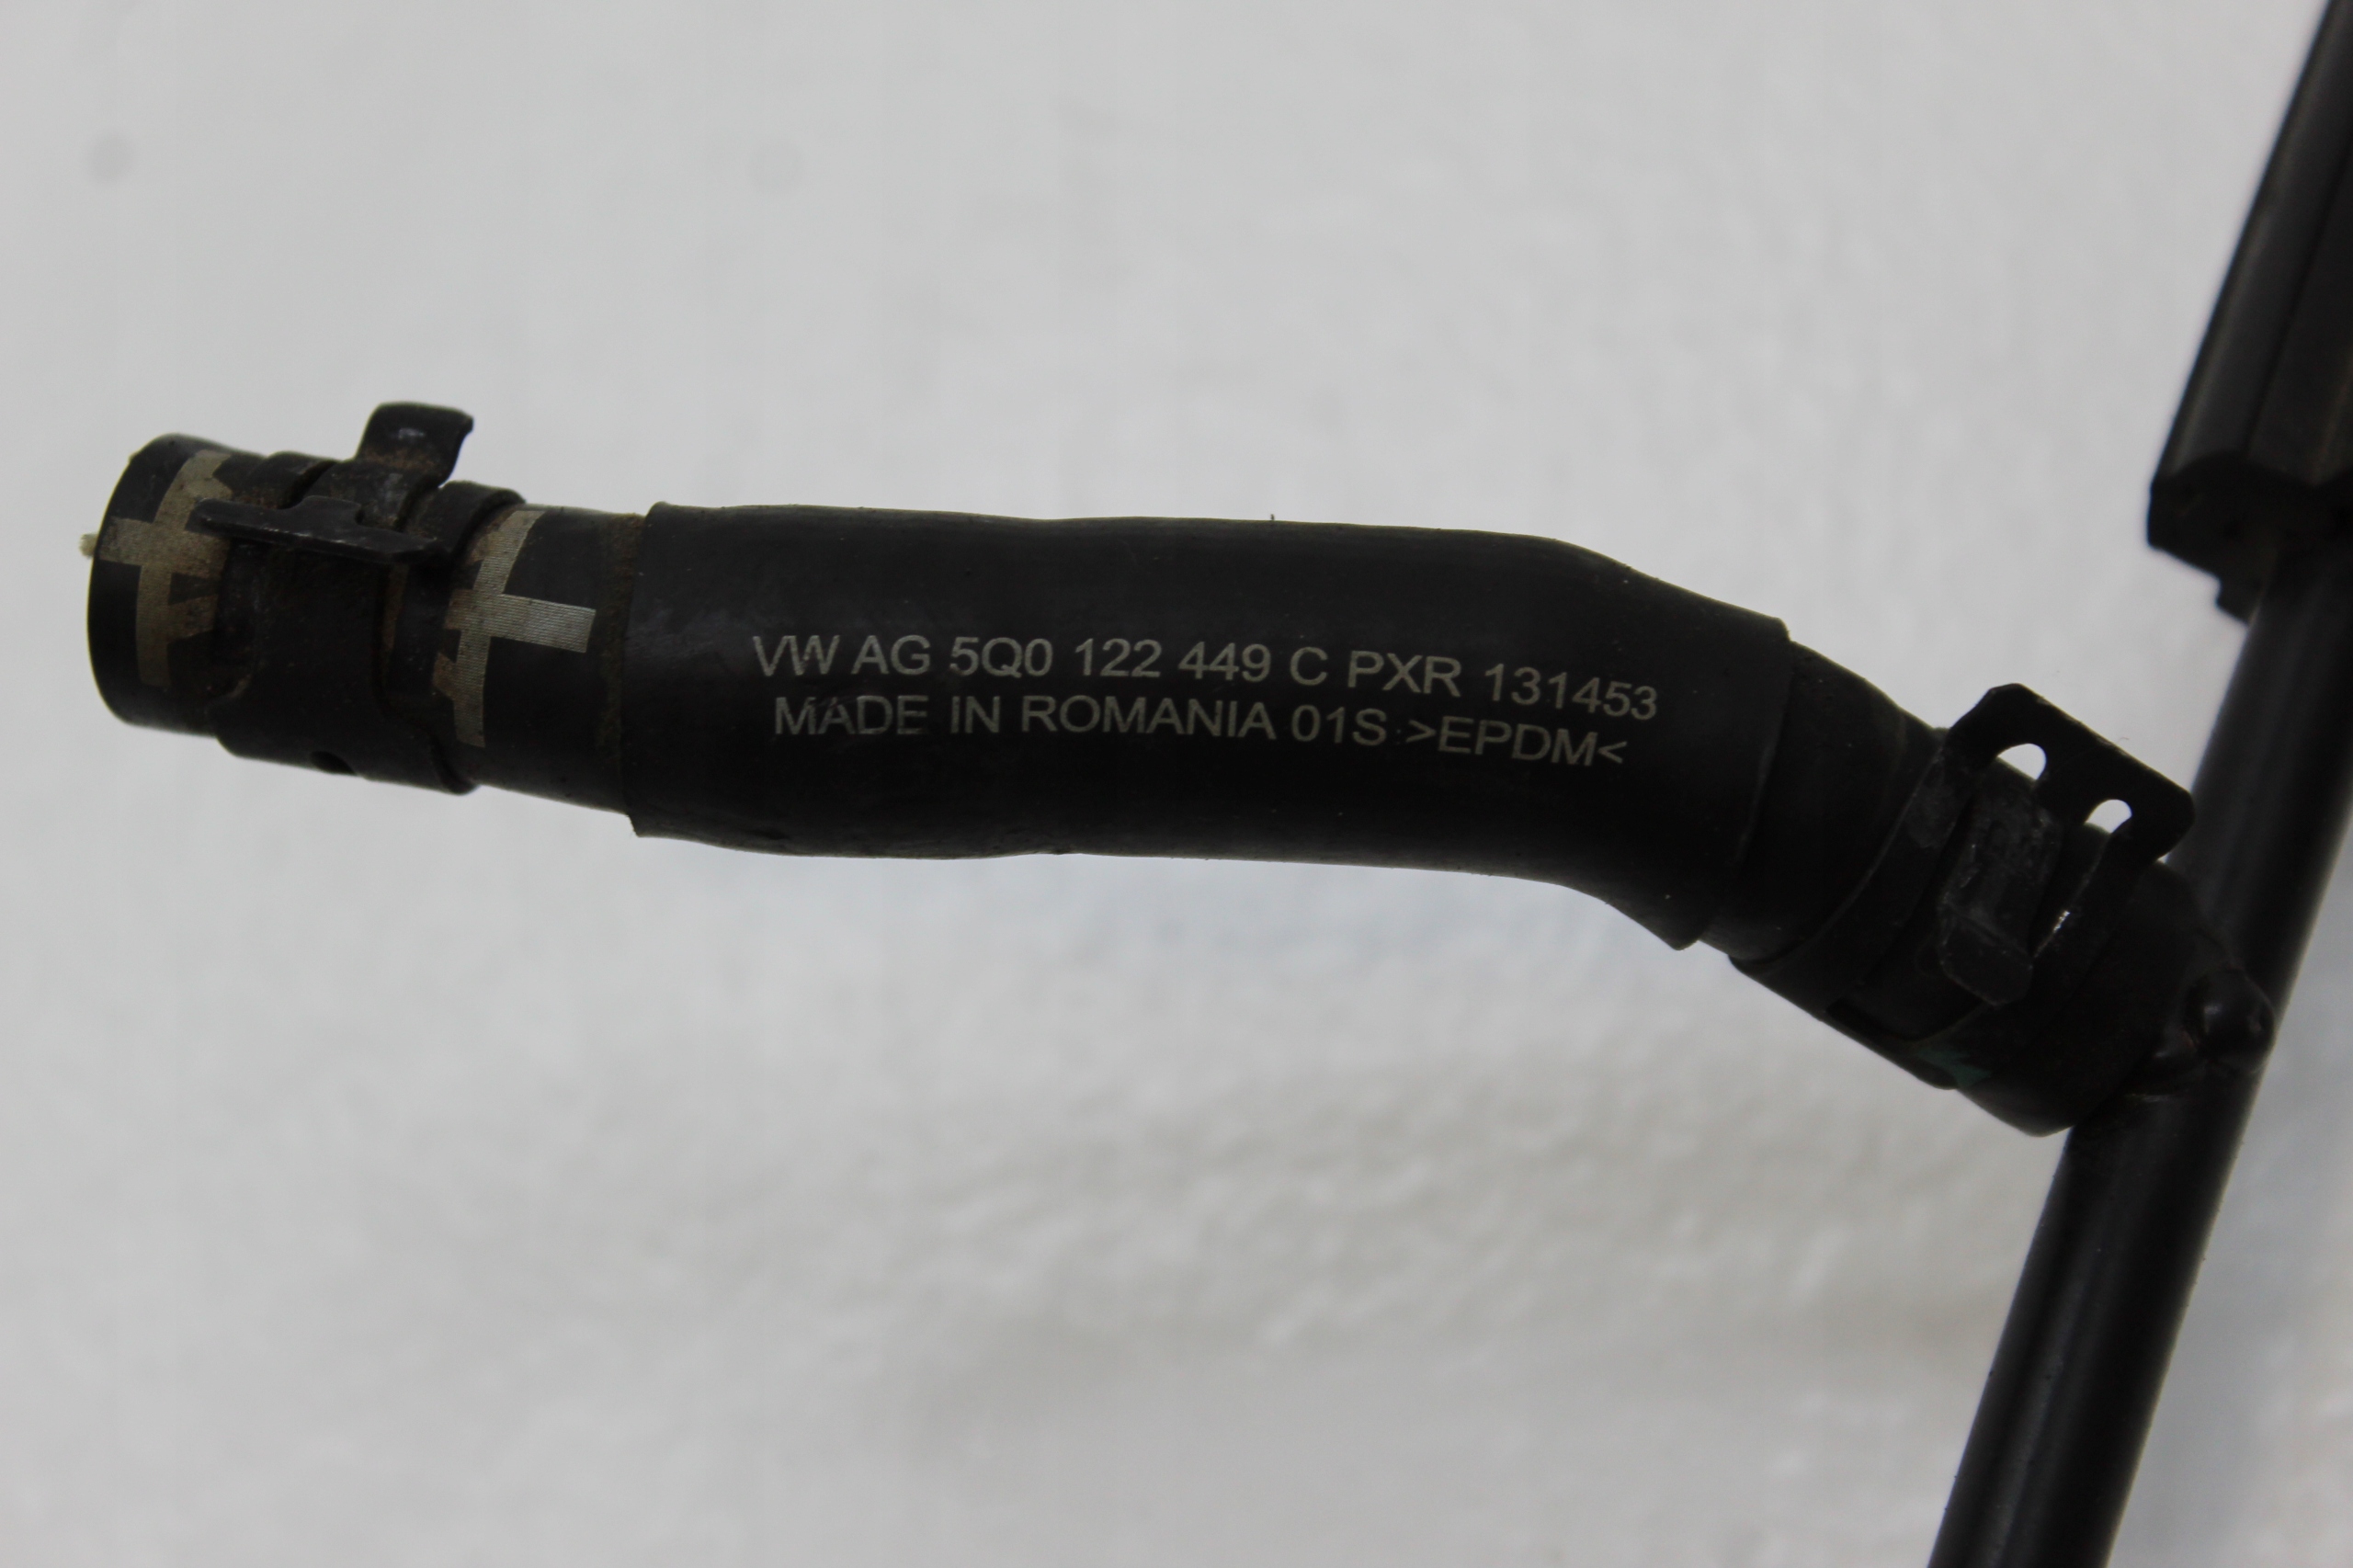 VW AG 5Q0 122 449 C PXR 131453
MADE IN ROMANIA 01S >EPDM<